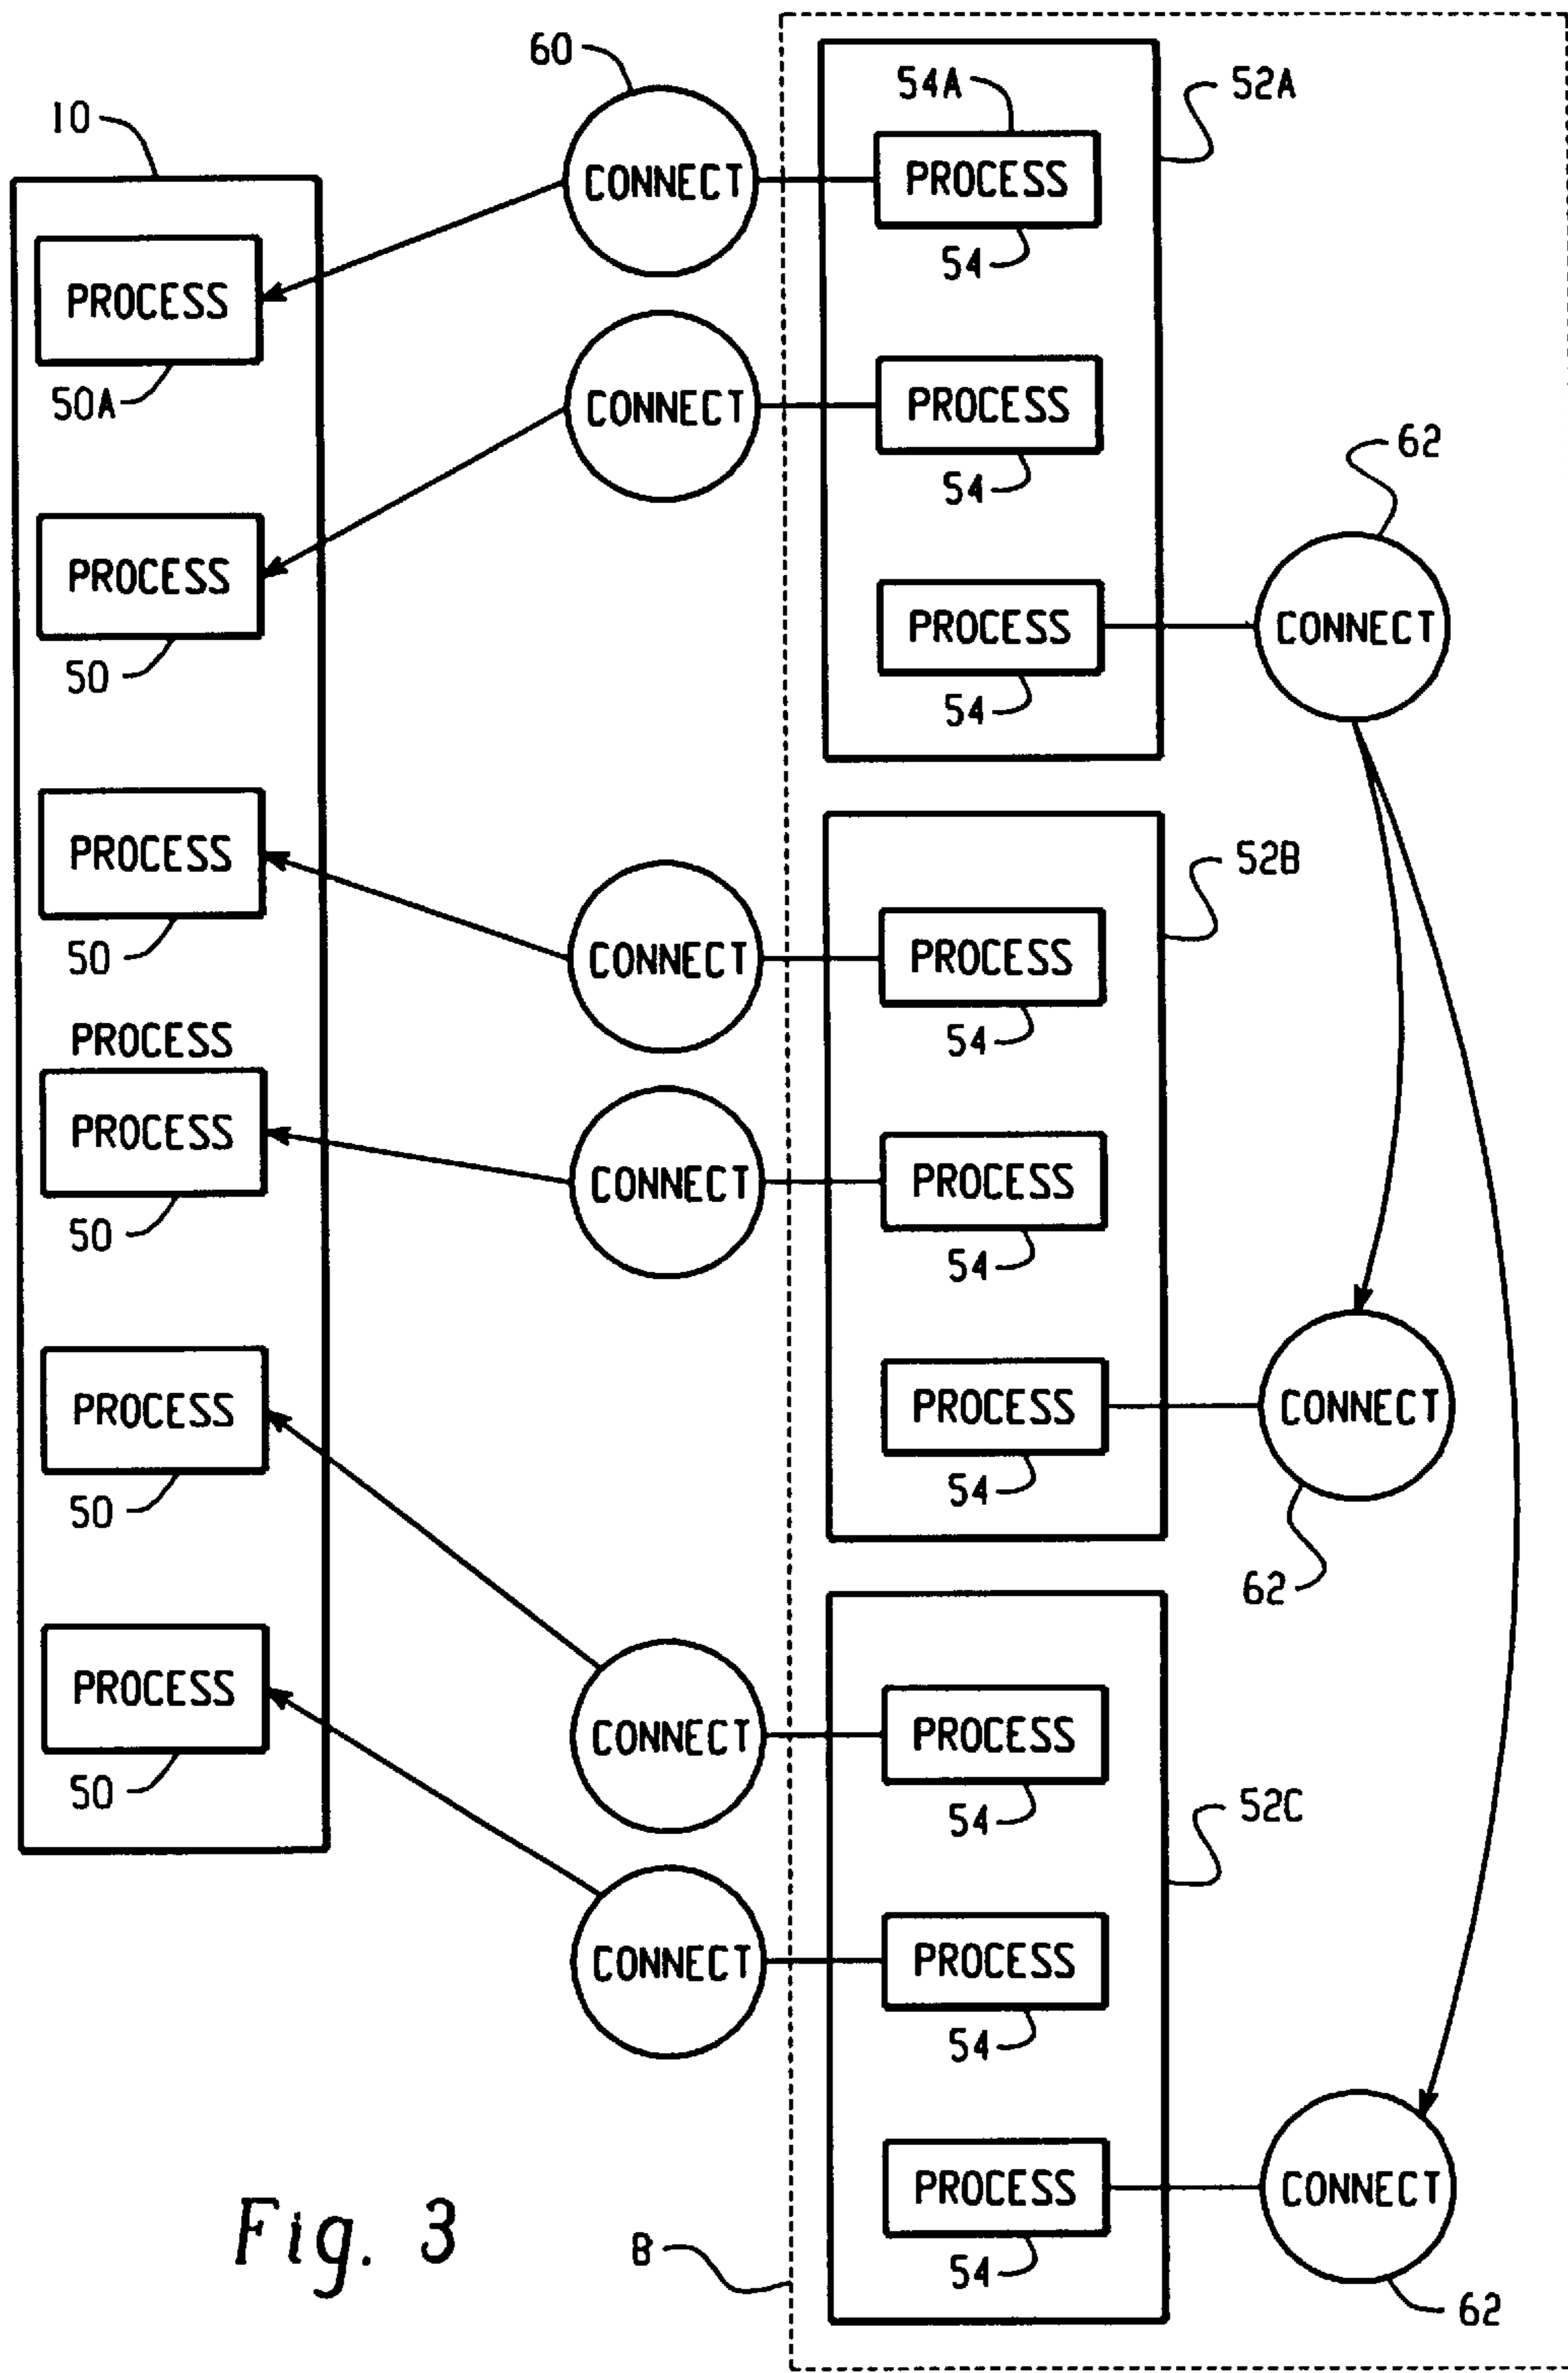 60
54A
52A
10
CONNECT
PROCESS
54
PROCESS
50A
CONNECT
PROCESS
54
62
PROCESS
50
PROCESS
54
CONNECT
PROCESS
50
52B
CONNECT
PROCESS
54
PROCESS
PROCESS
50
CONNECT
PROCESS
54
PROCESS
50
PROCESS
54
CONNECT
62
PROCESS
50
CONNECT
PROCESS
54
52C
CONNECT
PROCESS
54
PROCESS
54
CONNECT
62
Fig. 3
8